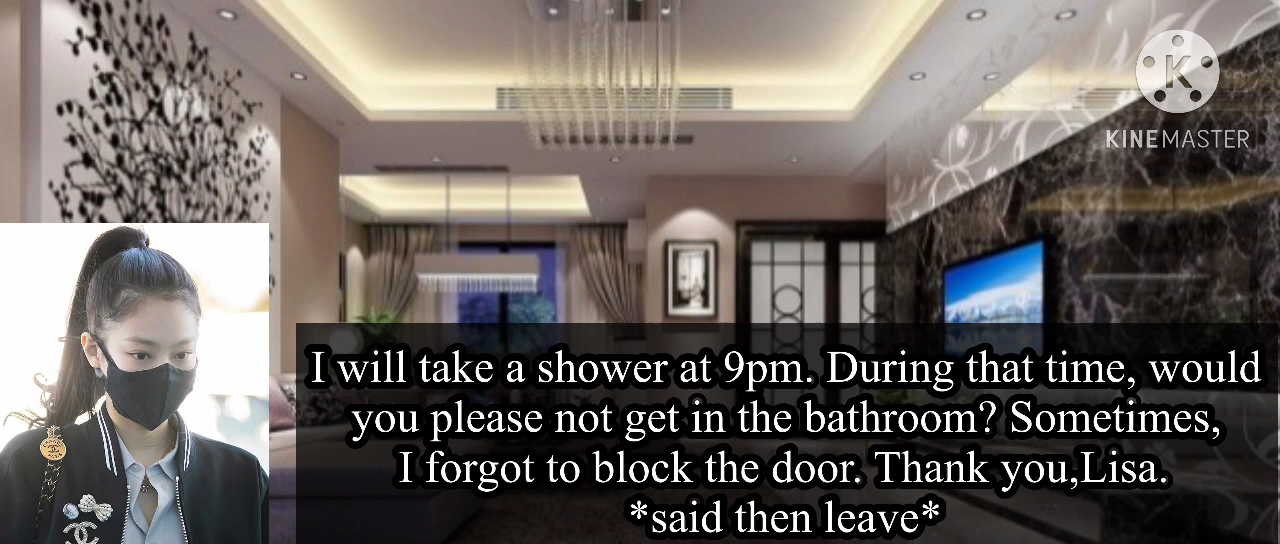 K
KINEMASTER
I will take a shower at 9pm. During that time, would
you please not get in the bathroom? Sometimes,
I forgot to block the door. Thank you,Lisa.
*said then leave*